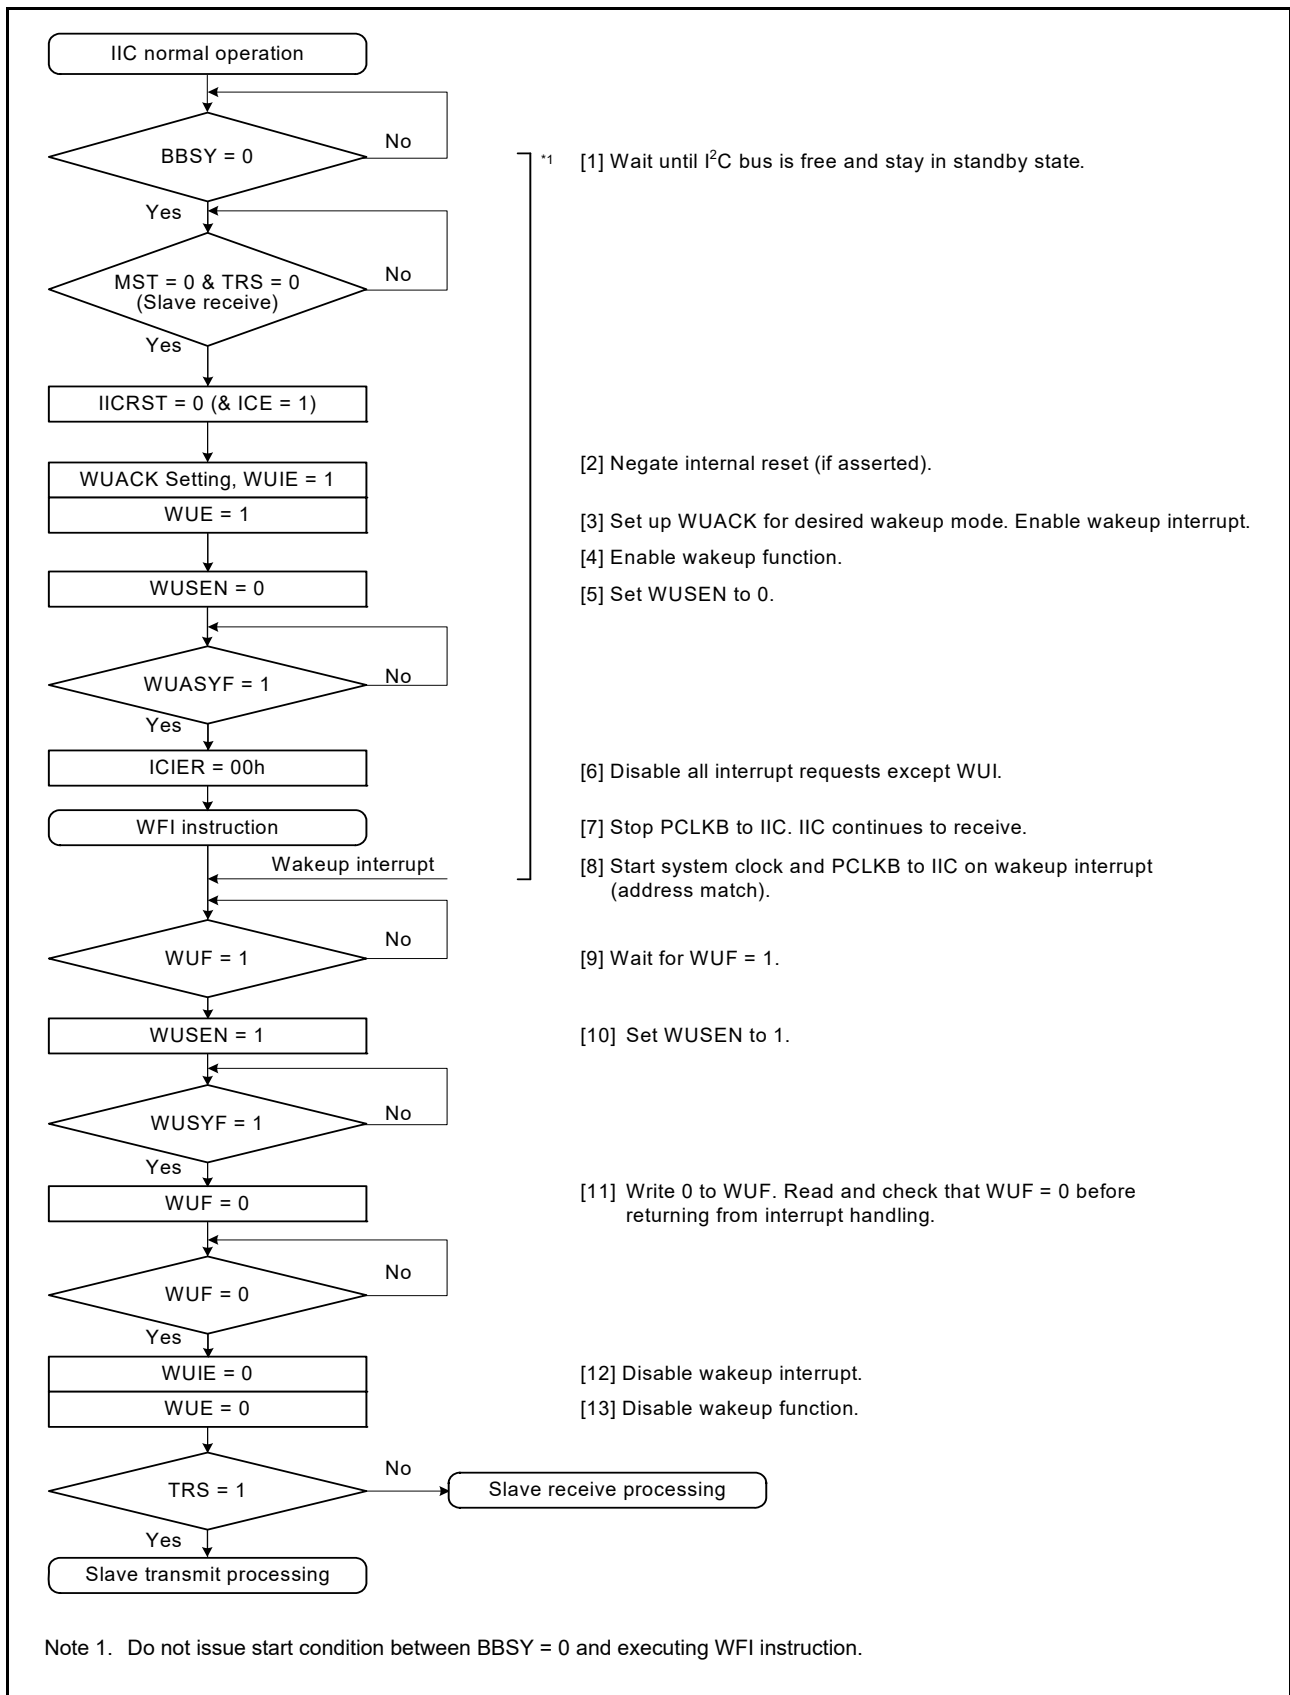 IIC normal operation
No
BBSY = 0
*1
[1] Wait until I²C bus is free and stay in standby state.
Yes
No
MST = 0 & TRS = 0
(Slave receive)
Yes
IICRST = 0 (& ICE = 1)
[2] Negate internal reset (if asserted).
WUACK Setting, WUIE = 1
WUE = 1
[3] Set up WUACK for desired wakeup mode. Enable wakeup interrupt.
[4] Enable wakeup function.
WUSEN = 0
[5] Set WUSEN to 0.
No
WUASYF = 1
Yes
ICIER = 00h
[6] Disable all interrupt requests except WUI.
WFI instruction
[7] Stop PCLKB to IIC. IIC continues to receive.
Wakeup interrupt
[8] Start system clock and PCLKB to IIC on wakeup interrupt
(address match).
No
WUF = 1
[9] Wait for WUF = 1.
WUSEN = 1
[10] Set WUSEN to 1.
No
WUSYF = 1
Yes
WUF = 0
[11] Write 0 to WUF. Read and check that WUF = 0 before
returning from interrupt handling.
No
WUF = 0
Yes
WUIE = 0
[12] Disable wakeup interrupt.
WUE = 0
[13] Disable wakeup function.
No
TRS = 1
Slave receive processing
Yes
Slave transmit processing
Note 1. Do not issue start condition between BBSY = 0 and executing WFI instruction.